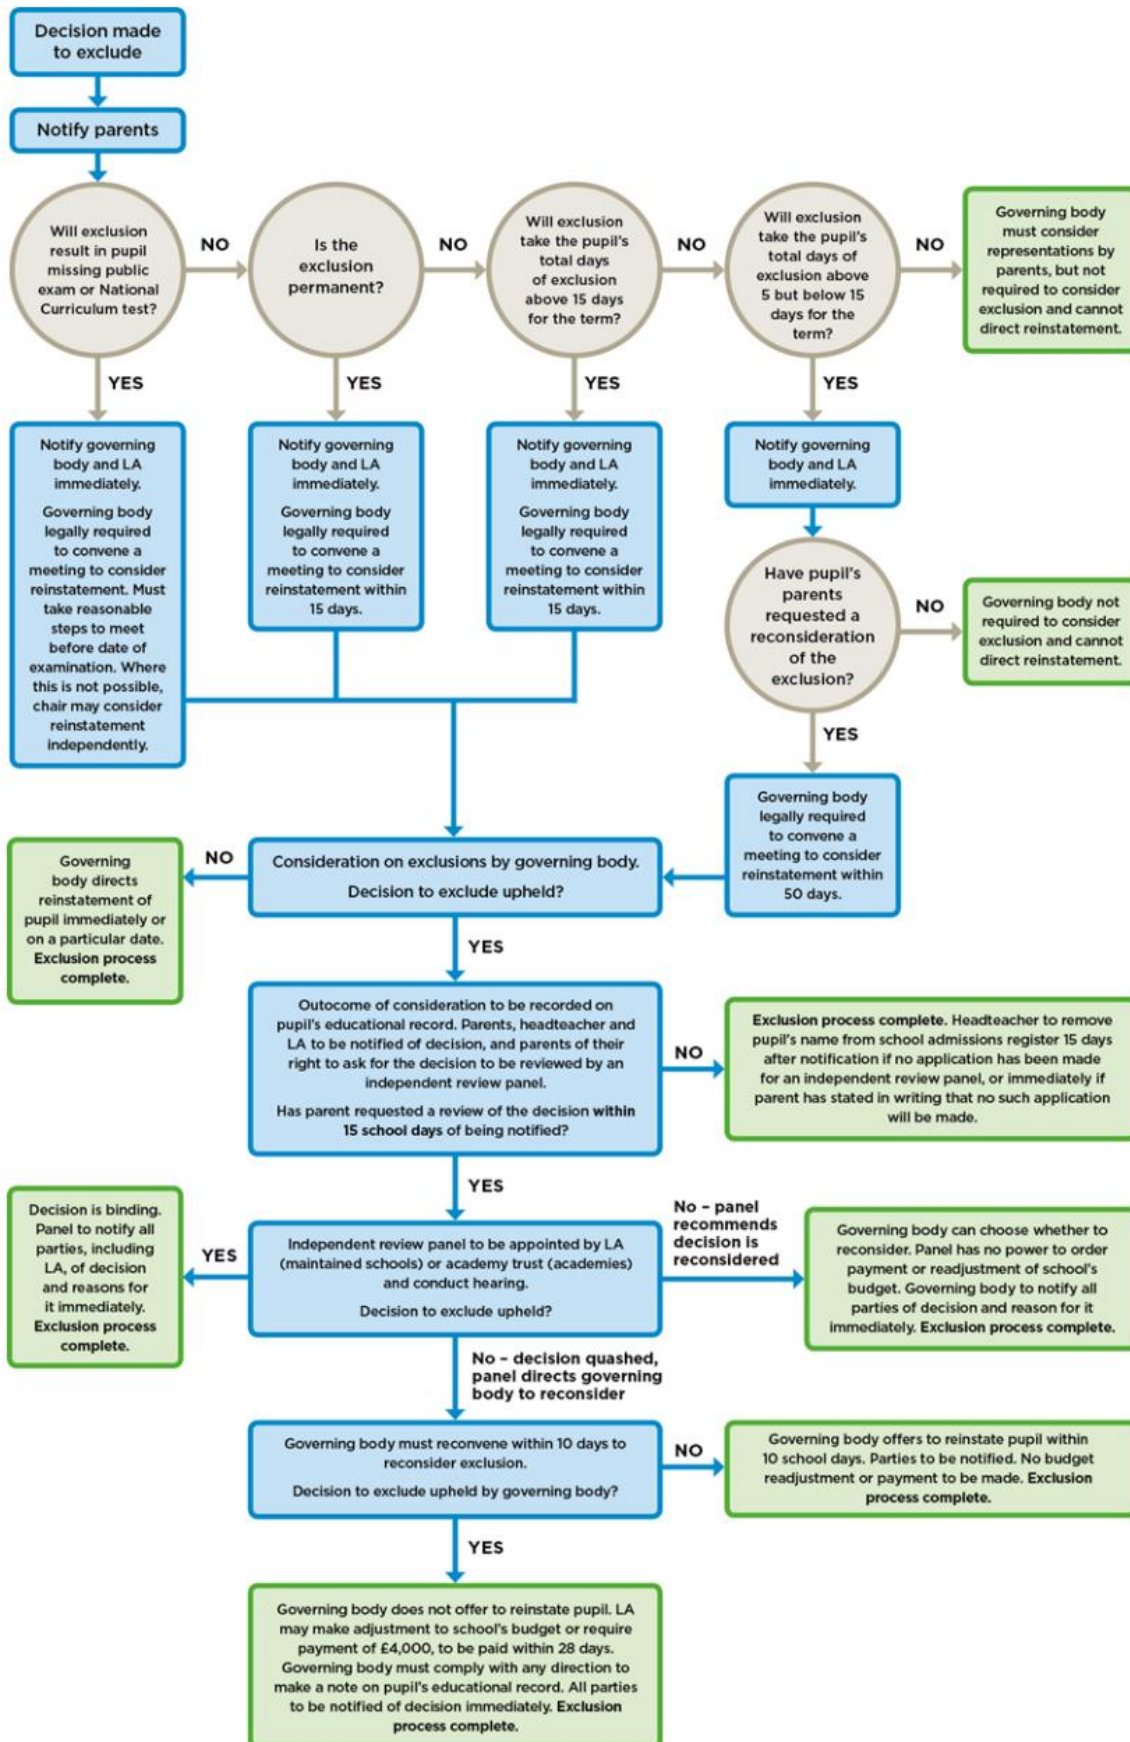 Decision made
to exclude
Notify parents
Will exclusion
result in pupil
missing public
exam or National
Curriculum test?
NO
Is the
exclusion
permanent?
NO
Will exclusion
take the pupil's
total days
of exclusion
above 15 days
for the term?
NO
Will exclusion
take the pupil's
total days of
exclusion above
5 but below 15
days for the
term?
NO
Governing body
must consider
representations by
parents, but not
required to consider
exclusion and cannot
direct reinstatement.
YES
YES
YES
YES
Notify governing
body and LA
immediately.
Governing body
legally required
to convene a
meeting to consider
reinstatement. Must
take reasonable
steps to meet
before date of
examination. Where
this is not possible,
chair may consider
reinstatement
independently.
Notify governing
body and LA
immediately.
Governing body
legally required
to convene a
meeting to consider
reinstatement within
15 days.
Notify governing
body and LA
immediately.
Governing body
legally required
to convene a
meeting to consider
reinstatement within
15 days.
Notify governing
body and LA
immediately.
Have pupil's
parents
requested a
reconsideration
of the
exclusion?
NO
Governing body not
required to consider
exclusion and cannot
direct reinstatement.
YES
Governing body
legally required
to convene a
meeting to consider
reinstatement within
50 days.
Consideration on exclusions by governing body.
Decision to exclude upheld?
NO
Governing
body directs
reinstatement of
pupil immediately or
on a particular date.
Exclusion process
complete.
YES
Outocome of consideration to be recorded on
pupil's educational record. Parents, headteacher and
LA to be notified of decision, and parents of their
right to ask for the decision to be reviewed by an
independent review panel.
Has parent requested a review of the decision within
15 school days of being notified?
NO
Exclusion process complete. Headteacher to remove
pupil's name from school admissions register 15 days
after notification if no application has been made
for an independent review panel, or immediately if
parent has stated in writing that no such application
will be made.
YES
Independent review panel to be appointed by LA
(maintained schools) or academy trust (academies)
and conduct hearing.
Decision to exclude upheld?
YES
Decision is binding.
Panel to notify all
parties, including
LA, of decision
and reasons for
it immediately.
Exclusion process
complete.
No – panel
recommends
decision is
reconsidered
Governing body can choose whether to
reconsider. Panel has no power to order
payment or readjustment of school's
budget. Governing body to notify all
parties of decision and reason for it
immediately. Exclusion process complete.
No – decision quashed,
panel directs governing
body to reconsider
Governing body must reconvene within 10 days to
reconsider exclusion.
Decision to exclude upheld by governing body?
NO
Governing body offers to reinstate pupil within
10 school days. Parties to be notified. No budget
readjustment or payment to be made. Exclusion
process complete.
YES
Governing body does not offer to reinstate pupil. LA
may make adjustment to school's budget or require
payment of £4,000, to be paid within 28 days.
Governing body must comply with any direction to
make a note on pupil's educational record. All parties
to be notified of decision immediately. Exclusion
process complete.